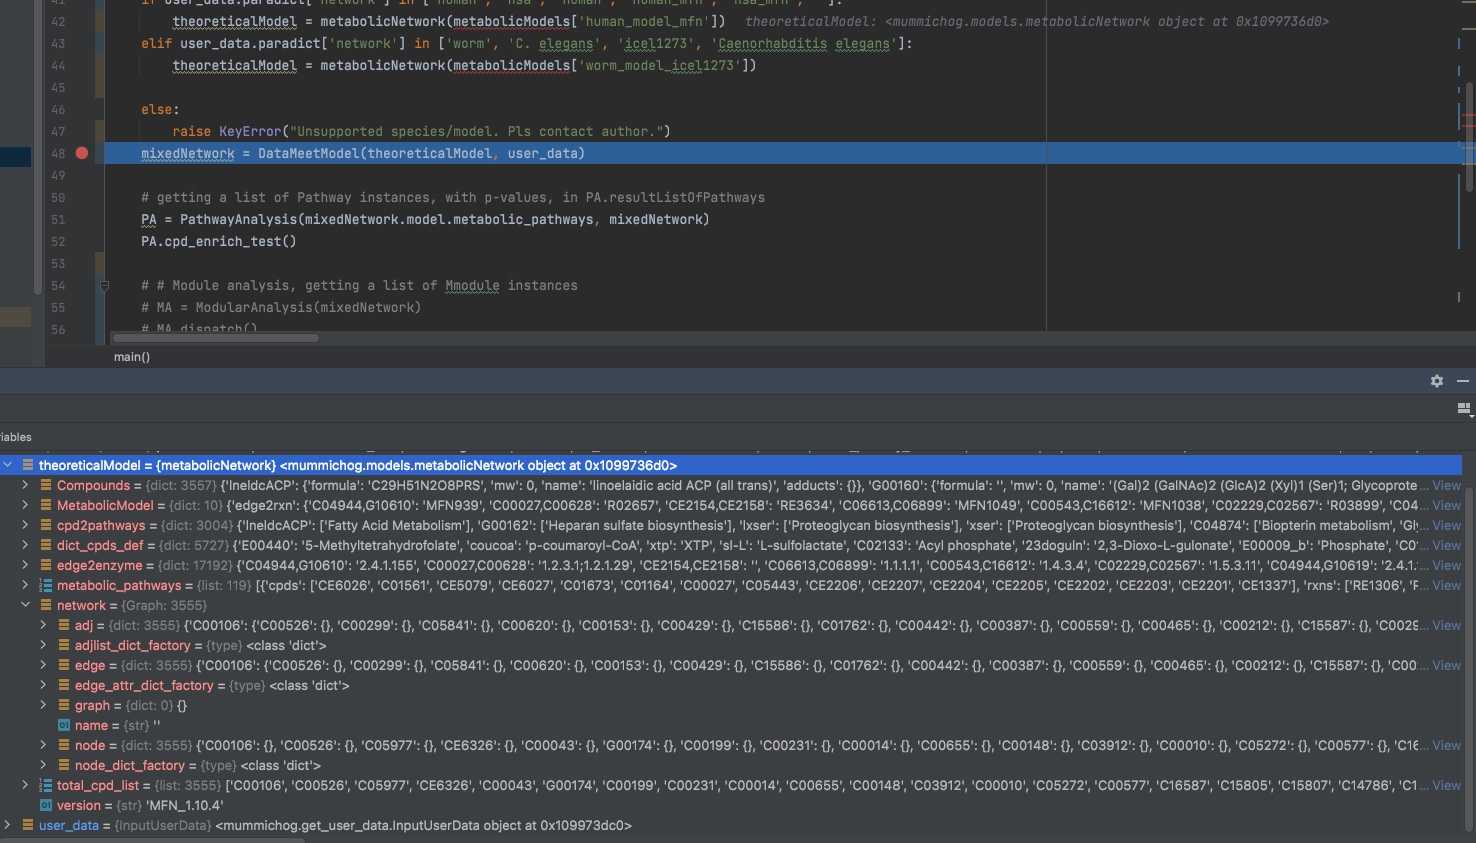 41 if user_data.paradict['network'] in ['human', 'hsa', 'Human', 'human_mfn', 'hsa_mfn', '']:
42 theoreticalModel = metabolicNetwork(metabolicModels['human_model_mfn']) theoreticalModel: <mummichog.models.metabolicNetwork object at 0x1099736d0>
43 elif user_data.paradict['network'] in ['worm', 'C. elegans', 'icel1273', 'Caenorhabditis elegans']:
44 theoreticalModel = metabolicNetwork(metabolicModels['worm_model_icel1273'])
45
46 else:
47 raise KeyError("Unsupported species/model. Pls contact author.")
48 mixedNetwork = DataMeetModel(theoreticalModel, user_data)
49
50 # getting a list of Pathway instances, with p-values, in PA.resultListOfPathways
51 PA = PathwayAnalysis(mixedNetwork.model.metabolic_pathways, mixedNetwork)
52 PA.cpd_enrich_test()
53
54 # # Module analysis, getting a list of Mmodule instances
55 # MA = ModularAnalysis(mixedNetwork)
56 # MA.dispatch()
main()
riables
theoreticalModel = {metabolicNetwork} <mummichog.models.metabolicNetwork object at 0x1099736d0>
Compounds = {dict: 3557} {'lneldcACP': {'formula': 'C29H51N2O8PRS', 'mw': 0, 'name': 'linoelaidic acid ACP (all trans)', 'adducts': {}}, 'G00160': {'formula': '', 'mw': 0, 'name': '(Gal)2 (GalNAc)2 (GlcA)2 (Xyl)1 (Ser)1; Glycoprote... View
MetabolicModel = {dict: 10} {'edge2rxn': {'C04944,G10610': 'MFN939', 'C00027,C00628': 'R02657', 'CE2154,CE2158': 'RE3634', 'C06613,C06899': 'MFN1049', 'C00543,C16612': 'MFN1038', 'C02229,C02567': 'R03899', 'C04... View
cpd2pathways = {dict: 3004} {'lneldcACP': ['Fatty Acid Metabolism'], 'G00162': ['Heparan sulfate biosynthesis'], 'lxser': ['Proteoglycan biosynthesis'], 'xser': ['Proteoglycan biosynthesis'], 'C04874': ['Biopterin metabolism', 'Gly... View
dict_cpds_def = {dict: 5727} {'E00440': '5-Methyltetrahydrofolate', 'coucoa': 'p-coumaroyl-CoA', 'xtp': 'XTP', 'sl-L': 'L-sulfolactate', 'C02133': 'Acyl phosphate', '23doguln': '2,3-Dioxo-L-gulonate', 'E00009_b': 'Phosphate', 'C0... View
edge2enzyme = {dict: 17192} {'C04944,G10610': '2.4.1.155', 'C00027,C00628': '1.2.3.1;1.2.1.29', 'CE2154,CE2158': '', 'C06613,C06899': '1.1.1.1', 'C00543,C16612': '1.4.3.4', 'C02229,C02567': '1.5.3.11', 'C04944,G10619': '2.4.1.... View
metabolic_pathways = {list: 119} [{'cpds': ['CE6026', 'C01561', 'CE5079', 'CE6027', 'C01673', 'C01164', 'C00027', 'C05443', 'CE2206', 'CE2207', 'CE2204', 'CE2205', 'CE2202', 'CE2203', 'CE2201', 'CE1337'], 'rxns': ['RE1306', 'F... View
network = {Graph: 3555}
adj = {dict: 3555} {'C00106': {'C00526': {}, 'C00299': {}, 'C05841': {}, 'C00620': {}, 'C00153': {}, 'C00429': {}, 'C15586': {}, 'C01762': {}, 'C00442': {}, 'C00387': {}, 'C00559': {}, 'C00465': {}, 'C00212': {}, 'C15587': {}, 'C0029... View
adjlist_dict_factory = {type} <class 'dict'>
edge = {dict: 3555} {'C00106': {'C00526': {}, 'C00299': {}, 'C05841': {}, 'C00620': {}, 'C00153': {}, 'C00429': {}, 'C15586': {}, 'C01762': {}, 'C00442': {}, 'C00387': {}, 'C00559': {}, 'C00465': {}, 'C00212': {}, 'C15587': {}, 'C00... View
edge_attr_dict_factory = {type} <class 'dict'>
graph = {dict: 0} {}
name = {str} ''
node = {dict: 3555} {'C00106': {}, 'C00526': {}, 'C05977': {}, 'CE6326': {}, 'C00043': {}, 'G00174': {}, 'C00199': {}, 'C00231': {}, 'C00014': {}, 'C00655': {}, 'C00148': {}, 'C03912': {}, 'C00010': {}, 'C05272': {}, 'C00577': {}, 'C16... View
node_dict_factory = {type} <class 'dict'>
total_cpd_list = {list: 3555} ['C00106', 'C00526', 'C05977', 'CE6326', 'C00043', 'G00174', 'C00199', 'C00231', 'C00014', 'C00655', 'C00148', 'C03912', 'C00010', 'C05272', 'C00577', 'C16587', 'C15805', 'C15807', 'C14786', 'C1... View
version = {str} 'MFN_1.10.4'
user_data = {InputUserData} <mummichog.get_user_data.InputUserData object at 0x109973dc0>